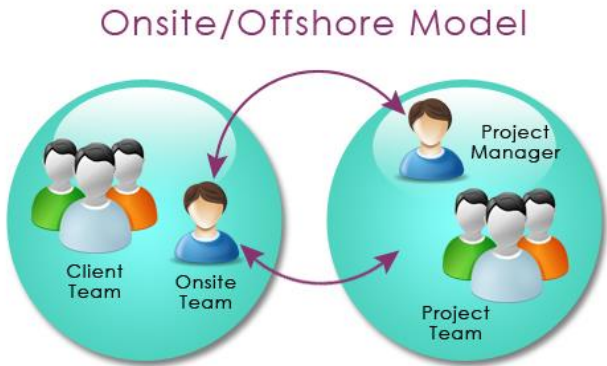 Onsite/Offshore Model
Client
Team
Onsite
Team
Project
Manager
Project
Team